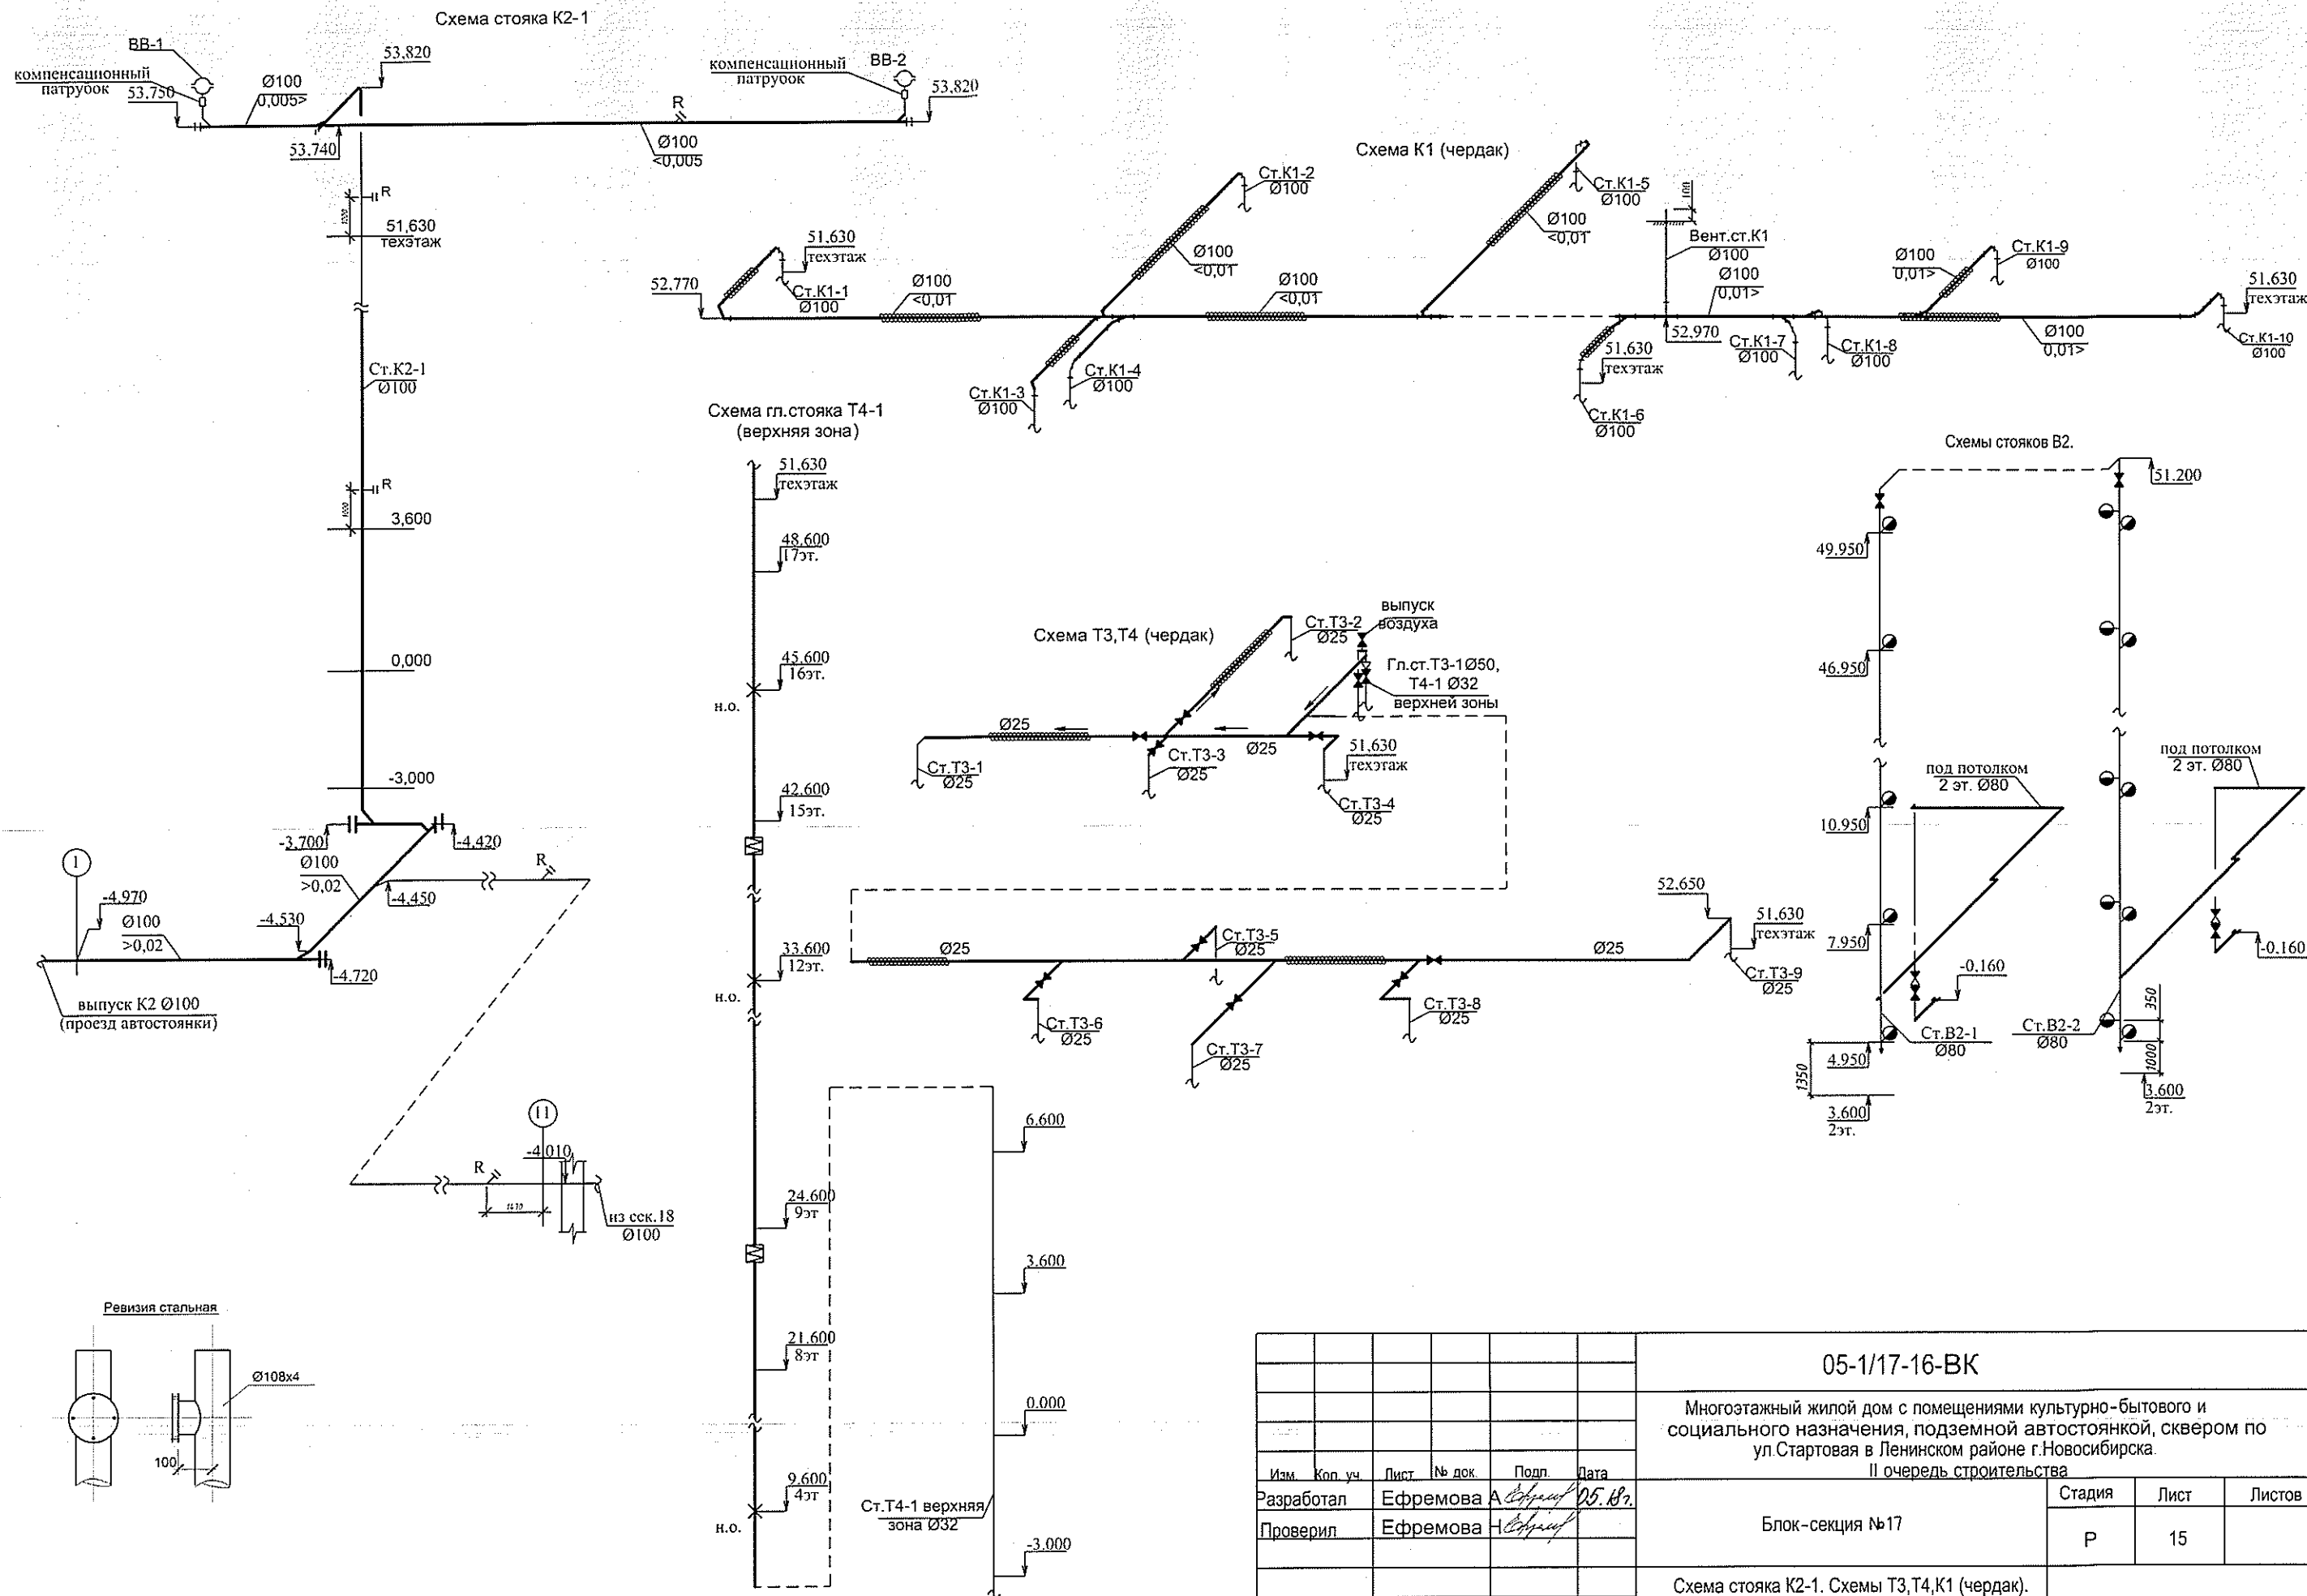 Схема стояка К2-1
ВВ-1
компенсационный
патрубок
53,750
Ø100
0,005>
53,820
53,740
компенсационный
патрубок
ВВ-2
53,820
R
Ø100
<0,005
R
1000
51,630
техэтаж
Ст.К2-1
Ø100
R
1000
3,600
0,000
-3,000
-3,700
-4,420
Ø100
>0,02
-4,450
R
1
-4,970
Ø100
>0,02
-4,530
-4,720
выпуск К2 Ø100
(проезд автостоянки)
11
-4,010
R
из сек.18
Ø100
Ревизия стальная
Ø108х4
100
Схема К1 (чердак)
52,770
51,630
техэтаж
Ст.К1-1
Ø100
Ø100
<0,01
Ст.К1-2
Ø100
Ø100
<0,01
Ст.К1-3
Ø100
Ст.К1-4
Ø100
Ø100
<0,01
Ст.К1-5
Ø100
Ø100
<0,01
100
Вент.ст.К1
Ø100
Ø100
0,01>
52,970
51,630
техэтаж
Ст.К1-6
Ø100
Ст.К1-7
Ø100
Ст.К1-8
Ø100
Ø100
0,01>
Ст.К1-9
Ø100
Ø100
0,01>
51,630
техэтаж
Ст.К1-10
Ø100
Схема гл.стояка Т4-1
(верхняя зона)
51,630
техэтаж
48,600
17эт.
45,600
16эт.
н.о.
42,600
15эт.
33,600
12эт.
н.о.
24,600
9эт
21,600
8эт
9,600
4эт
н.о.
6,600
3,600
0.000
-3.000
Ст.Т4-1 верхняя
зона Ø32
Схема Т3,Т4 (чердак)
Ст.Т3-2
Ø25
выпуск
воздуха
Гл.ст.Т3-1Ø50,
Т4-1 Ø32
верхней зоны
Ø25
Ст.Т3-1
Ø25
Ст.Т3-3
Ø25
Ø25
51,630
техэтаж
Ст.Т3-4
Ø25
Ø25
Ст.Т3-5
Ø25
Ст.Т3-6
Ø25
Ст.Т3-7
Ø25
Ст.Т3-8
Ø25
Ø25
52,650
51,630
техэтаж
Ст.Т3-9
Ø25
Схемы стояков В2.
51.200
49.950
46.950
10.950
7.950
4.950
1350
3.600
2эт.
под потолком
2 эт. Ø80
-0.160
Ст.В2-1
Ø80
под потолком
2 эт. Ø80
-0.160
Ст.В2-2
Ø80
350
1000
3.600
2эт.
05-1/17-16-ВК
Многоэтажный жилой дом с помещениями культурно-бытового и
социального назначения, подземной автостоянкой, сквером по
ул.Стартовая в Ленинском районе г.Новосибирска.
II очередь строительства
Изм. Кол. уч. Лист № док. Подп. Дата
Разработал Ефремова А 05.18г.
Проверил Ефремова Н
Блок-секция №17
Стадия Лист Листов
Р 15
Схема стояка К2-1. Схемы Т3,Т4,К1 (чердак).